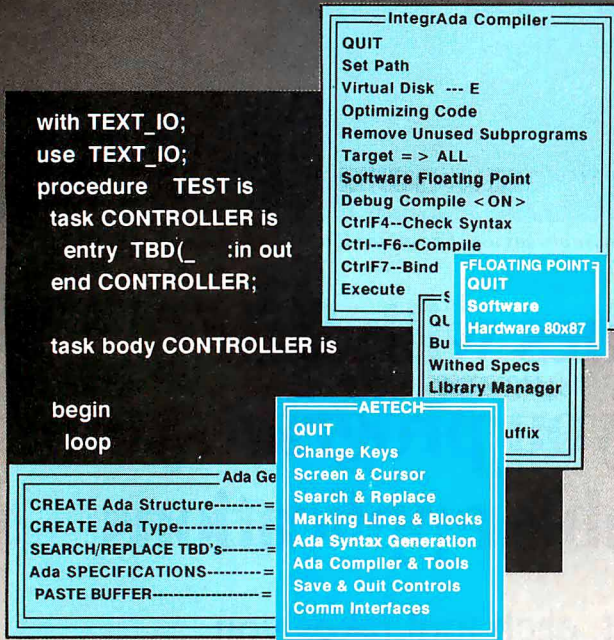 IntegrAda Compiler
QUIT
Set Path
Virtual Disk --- E
Optimizing Code
Remove Unused Subprograms
Target = > ALL
Software Floating Point
Debug Compile <ON>
CtrlF4--Check Syntax
Ctrl--F6--Compile
CtrlF7--Bind
Execute
FLOATING POINT
QUIT
Software
Hardware 80x87
with TEXT_IO;
use TEXT_IO;
procedure TEST is
task CONTROLLER is
entry TBD(_ :in out
end CONTROLLER;
task body CONTROLLER is
begin
loop
Withed Specs
Library Manager
AETECH
QUIT
Change Keys
Screen & Cursor
Search & Replace
Marking Lines & Blocks
Ada Syntax Generation
Ada Compiler & Tools
Save & Quit Controls
Comm Interfaces
Ada Ge
CREATE Ada Structure--------=
CREATE Ada Type--------------=
SEARCH/REPLACE TBD's-------=
Ada SPECIFICATIONS---------=
PASTE BUFFER------------------=